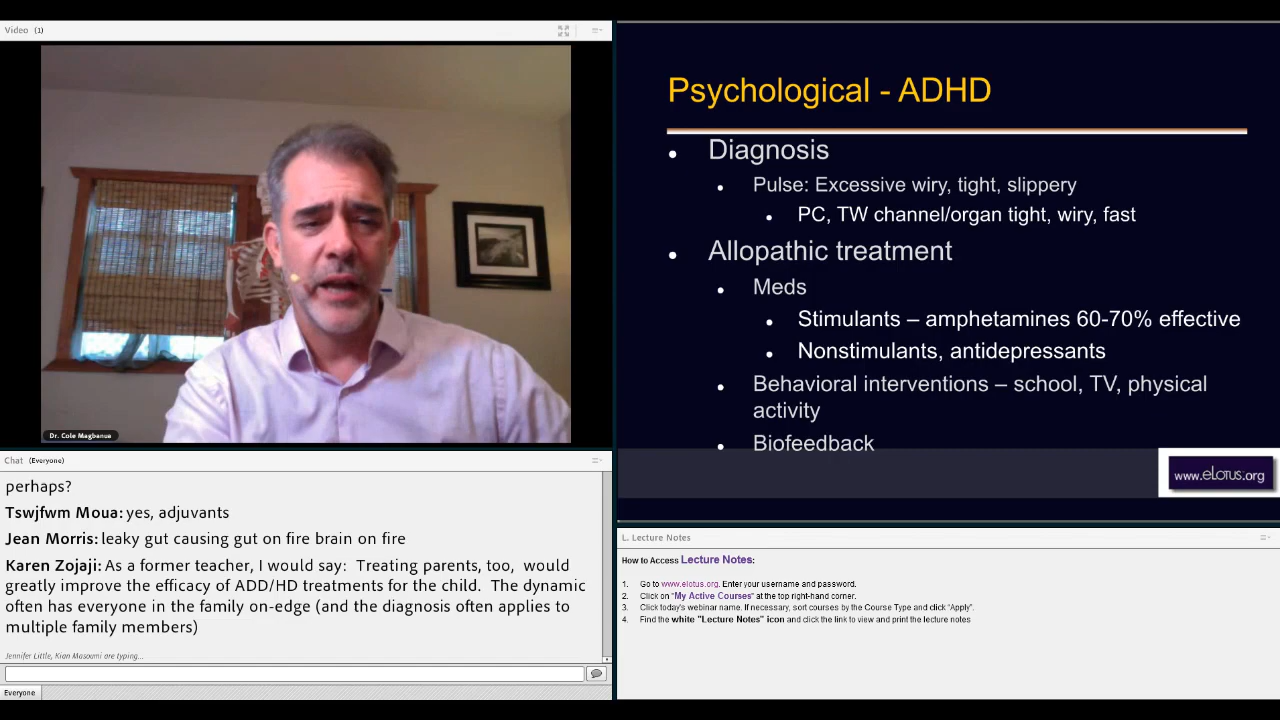 Video (1)
Dr. Cole Magbanua
Psychological - ADHD
• Diagnosis
• Pulse: Excessive wiry, tight, slippery
• PC, TW channel/organ tight, wiry, fast
• Allopathic treatment
• Meds
• Stimulants – amphetamines 60-70% effective
• Nonstimulants, antidepressants
• Behavioral interventions – school, TV, physical
activity
• Biofeedback
www.eLOTUS.org
Chat (Everyone)
perhaps?
Tswjfwm Moua: yes, adjuvants
Jean Morris: leaky gut causing gut on fire brain on fire
Karen Zojaji: As a former teacher, I would say: Treating parents, too, would
greatly improve the efficacy of ADD/HD treatments for the child. The dynamic
often has everyone in the family on-edge (and the diagnosis often applies to
multiple family members)
Jennifer Little, Kian Masoumi are typing...
Everyone
L. Lecture Notes
How to Access Lecture Notes:
1. Go to www.elotus.org. Enter your username and password.
2. Click on "My Active Courses" at the top right-hand corner.
3. Click today's webinar name. If necessary, sort courses by the Course Type and click "Apply".
4. Find the white "Lecture Notes" icon and click the link to view and print the lecture notes